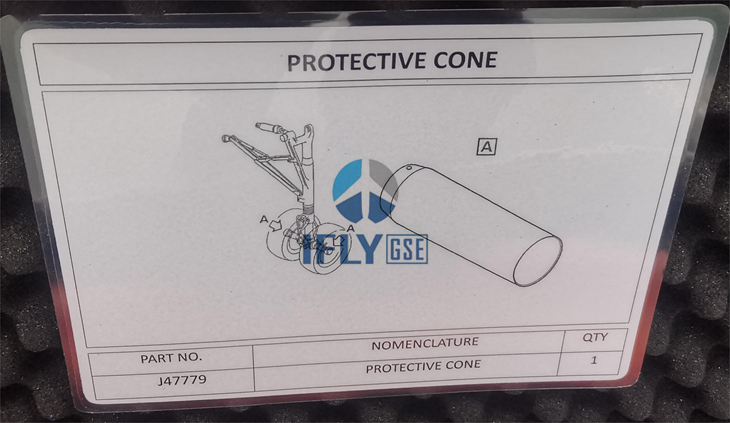 PROTECTIVE CONE
A
A
A
IFLY GSE
PART NO.
NOMENCLATURE
QTY
J47779
PROTECTIVE CONE
1